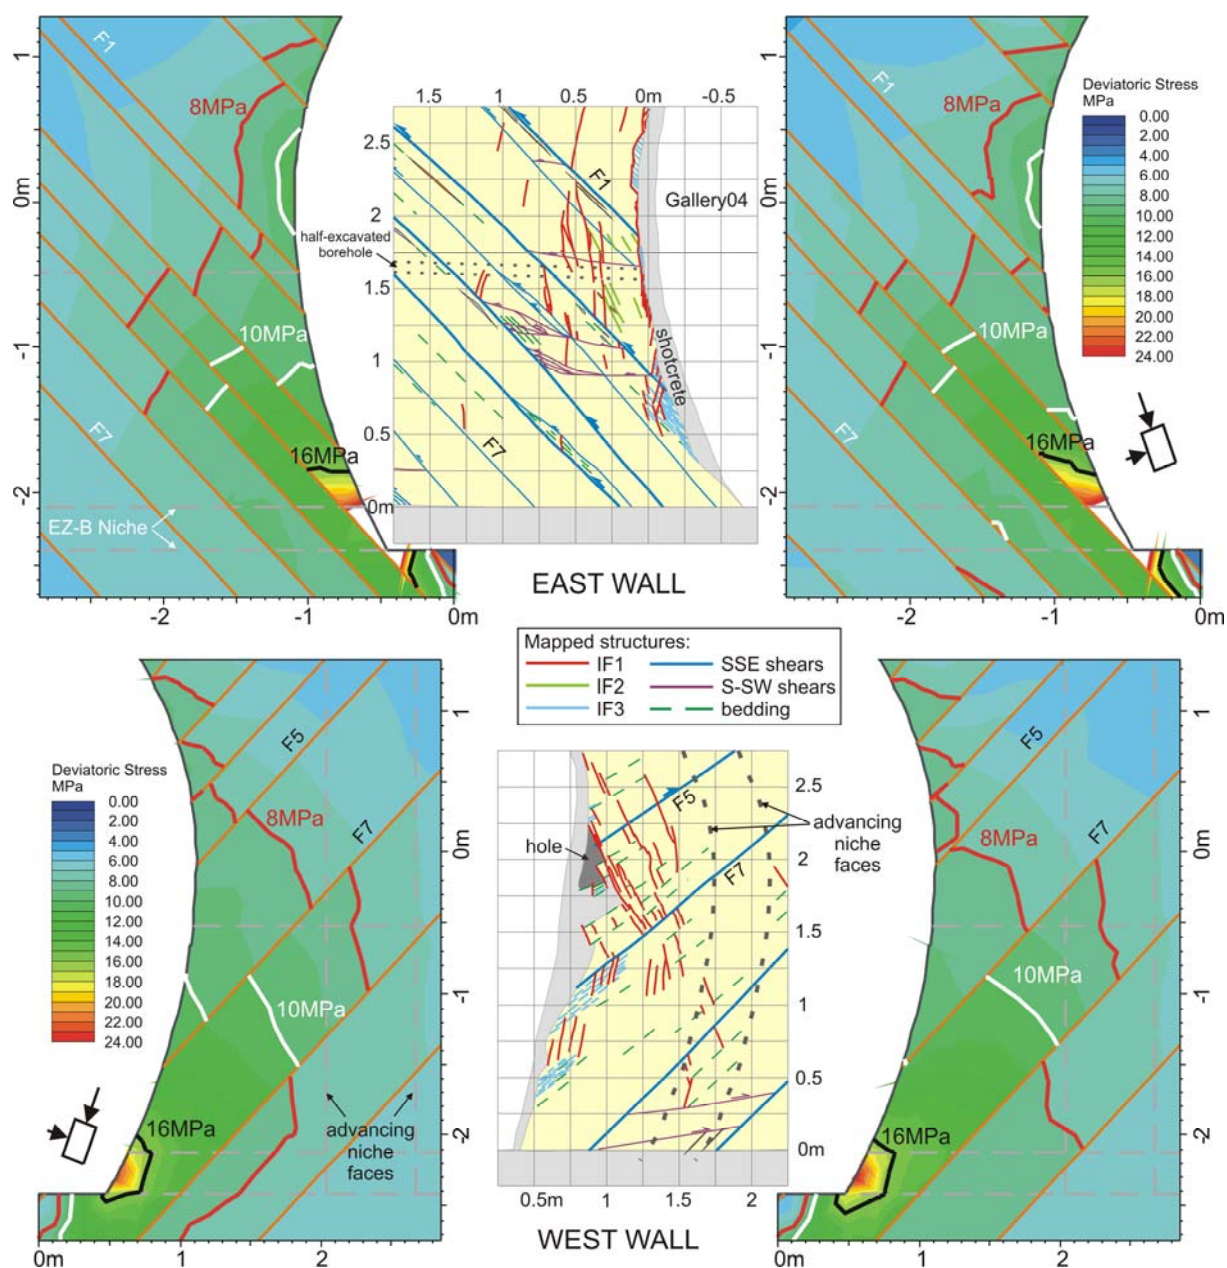 1
0m
-1
-2
F1
8MPa
10MPa
16MPa
F7
EZ-B Niche
-2
-1
0m
1.5
1
0.5
0m
-0.5
2.5
2
1.5
1
0.5
0m
F1
Gallery04
half-excavated
borehole
shotcrete
F7
EAST WALL
1
0m
-1
-2
F1
8MPa
10MPa
16MPa
F7
-2
-1
0m
Deviatoric Stress
MPa
0.00
2.00
4.00
6.00
8.00
10.00
12.00
14.00
16.00
18.00
20.00
22.00
24.00
Mapped structures:
IF1
SSE shears
IF2
S-SW shears
IF3
bedding
Deviatoric Stress
MPa
0.00
2.00
4.00
6.00
8.00
10.00
12.00
14.00
16.00
18.00
20.00
22.00
24.00
F5
8MPa
F7
10MPa
16MPa
advancing
niche
faces
1
0m
-1
-2
0m
1
2
F5
hole
F7
advancing
niche
faces
2.5
2
1.5
1
0.5
0m
0.5m
1
1.5
2
WEST WALL
F5
8MPa
F7
10MPa
16MPa
1
0m
-1
-2
0m
1
2